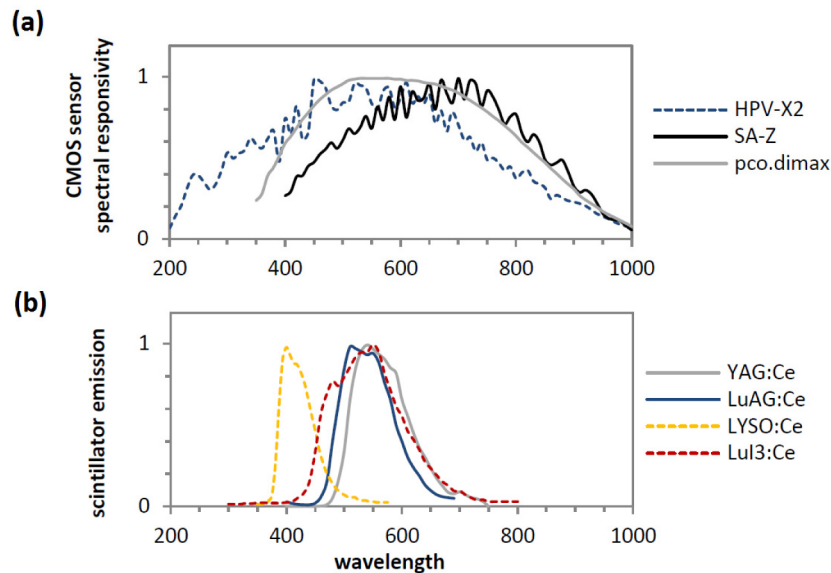 (a)
CMOS sensor
spectral responsivity
1
0
200
400
600
800
1000
HPV-X2
SA-Z
pco.dimax
(b)
scintillator emission
1
0
200
400
600
800
1000
wavelength
YAG:Ce
LuAG:Ce
LYSO:Ce
LuI3:Ce